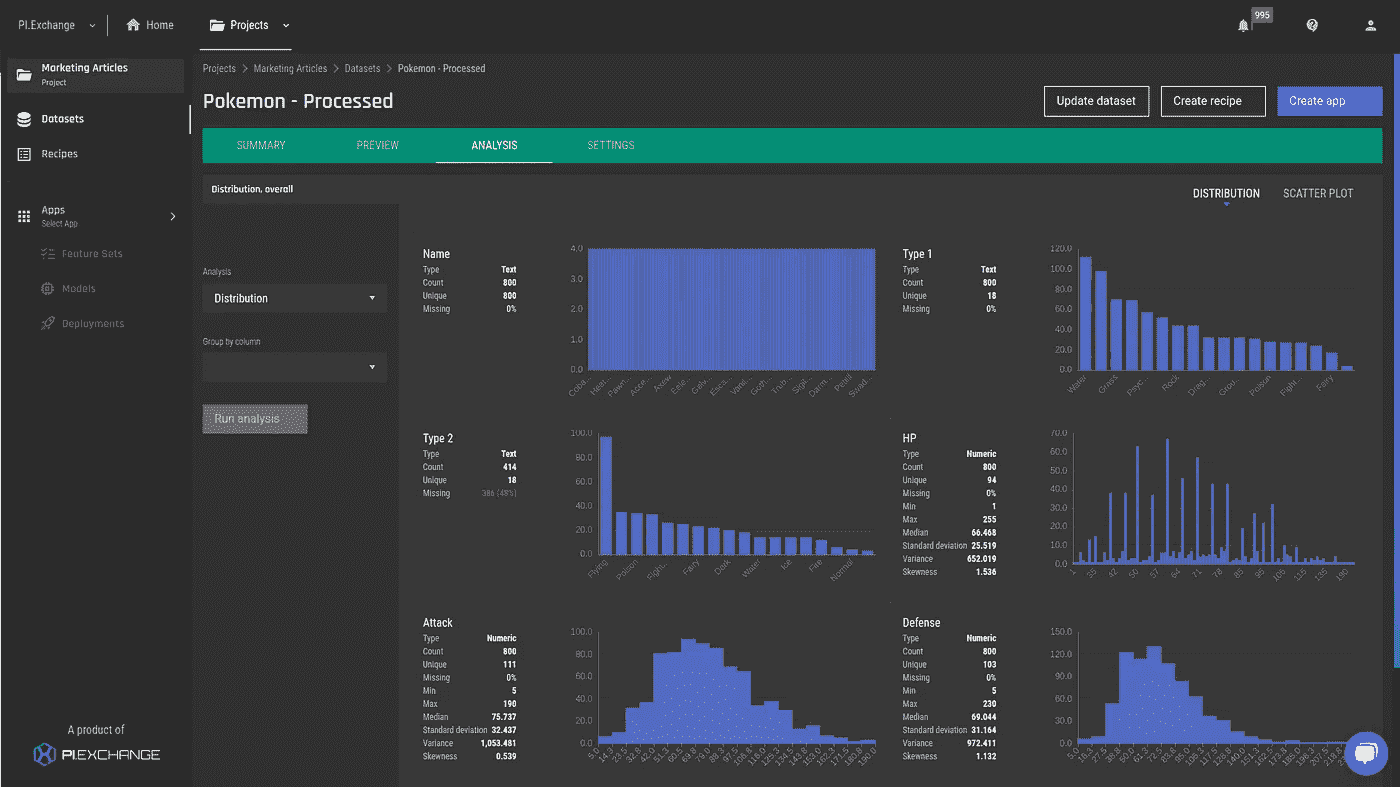 PI.Exchange
Home
Projects
995
Marketing Articles
Project
Datasets
Recipes
Apps
Select App
Feature Sets
Models
Deployments
A product of
PI.EXCHANGE
Projects > Marketing Articles > Datasets > Pokemon - Processed
Pokemon - Processed
Update dataset
Create recipe
Create app
SUMMARY
PREVIEW
ANALYSIS
SETTINGS
Distribution, overall
DISTRIBUTION
SCATTER PLOT
Analysis
Distribution
Group by column
Run analysis
Name
Type Text
Count 800
Unique 800
Missing 0%
4.0
3.0
2.0
1.0
0.0
Pawn...
Axew
Goth...
Petilil
Type 1
Type Text
Count 800
Unique 18
Missing 0%
120.0
100.0
80.0
60.0
40.0
20.0
0.0
Water
Grass
Psyc...
Rock
Drag...
Grou...
Poison
Fight...
Fairy
Type 2
Type Text
Count 414
Unique 18
Missing 386 (48%)
100.0
80.0
60.0
40.0
20.0
0.0
Flying
Poison
Fight...
Fairy
Dark
Water
Ice
Fire
Normal
HP
Type Numeric
Count 800
Unique 94
Missing 0%
Min 1
Max 255
Median 66.468
Standard deviation 25.519
Variance 652.019
Skewness 1.536
70.0
60.0
50.0
40.0
30.0
20.0
10.0
0.0
1
35
42
50
57
64
71
78
85
95
106
115
135
190
Attack
Type Numeric
Count 800
Unique 111
Missing 0%
Min 5
Max 190
Median 75.737
Standard deviation 32.437
Variance 1,053.481
Skewness 0.539
100.0
80.0
60.0
40.0
20.0
0.0
5.0
14.3
23.5
32.8
42.0
51.3
60.5
69.8
79.0
88.3
97.5
106.8
116.0
125.3
134.5
143.8
153.0
162.3
171.5
180.8
190.0
Defense
Type Numeric
Count 800
Unique 103
Missing 0%
Min 5
Max 230
Median 69.044
Standard deviation 31.164
Variance 972.411
Skewness 1.132
150.0
120.0
90.0
60.0
30.0
0.0
5.0
16.3
27.5
38.8
50.0
61.3
72.5
83.8
95.0
106.3
117.5
128.8
140.0
151.3
162.5
173.8
185.0
196.3
207.5